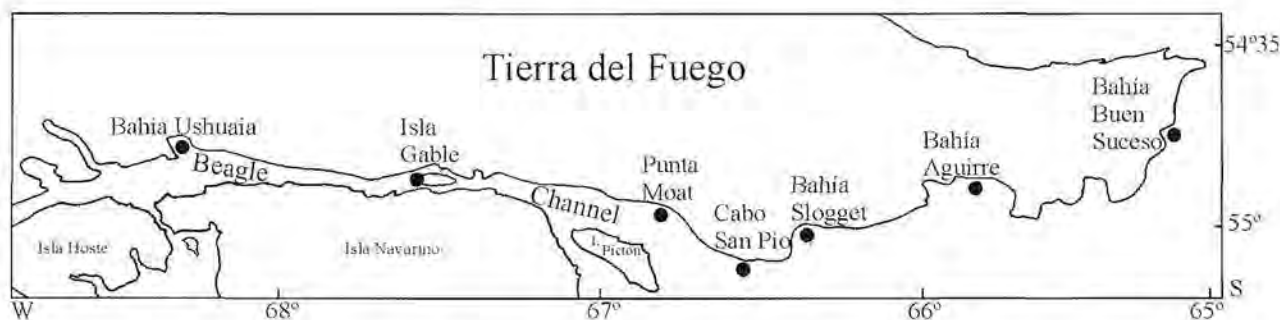 Tierra del Fuego
54º35
Bahía
Buen
Suceso
Bahia Ushuaia
Isla
Gable
Beagle
Bahía
Aguirre
Punta
Moat
Bahía
Slogget
Channel
Cabo
San Pio
55º
Isla Hoste
Isla Navarino
I. Picton
W
68º
67º
66º
65º
S